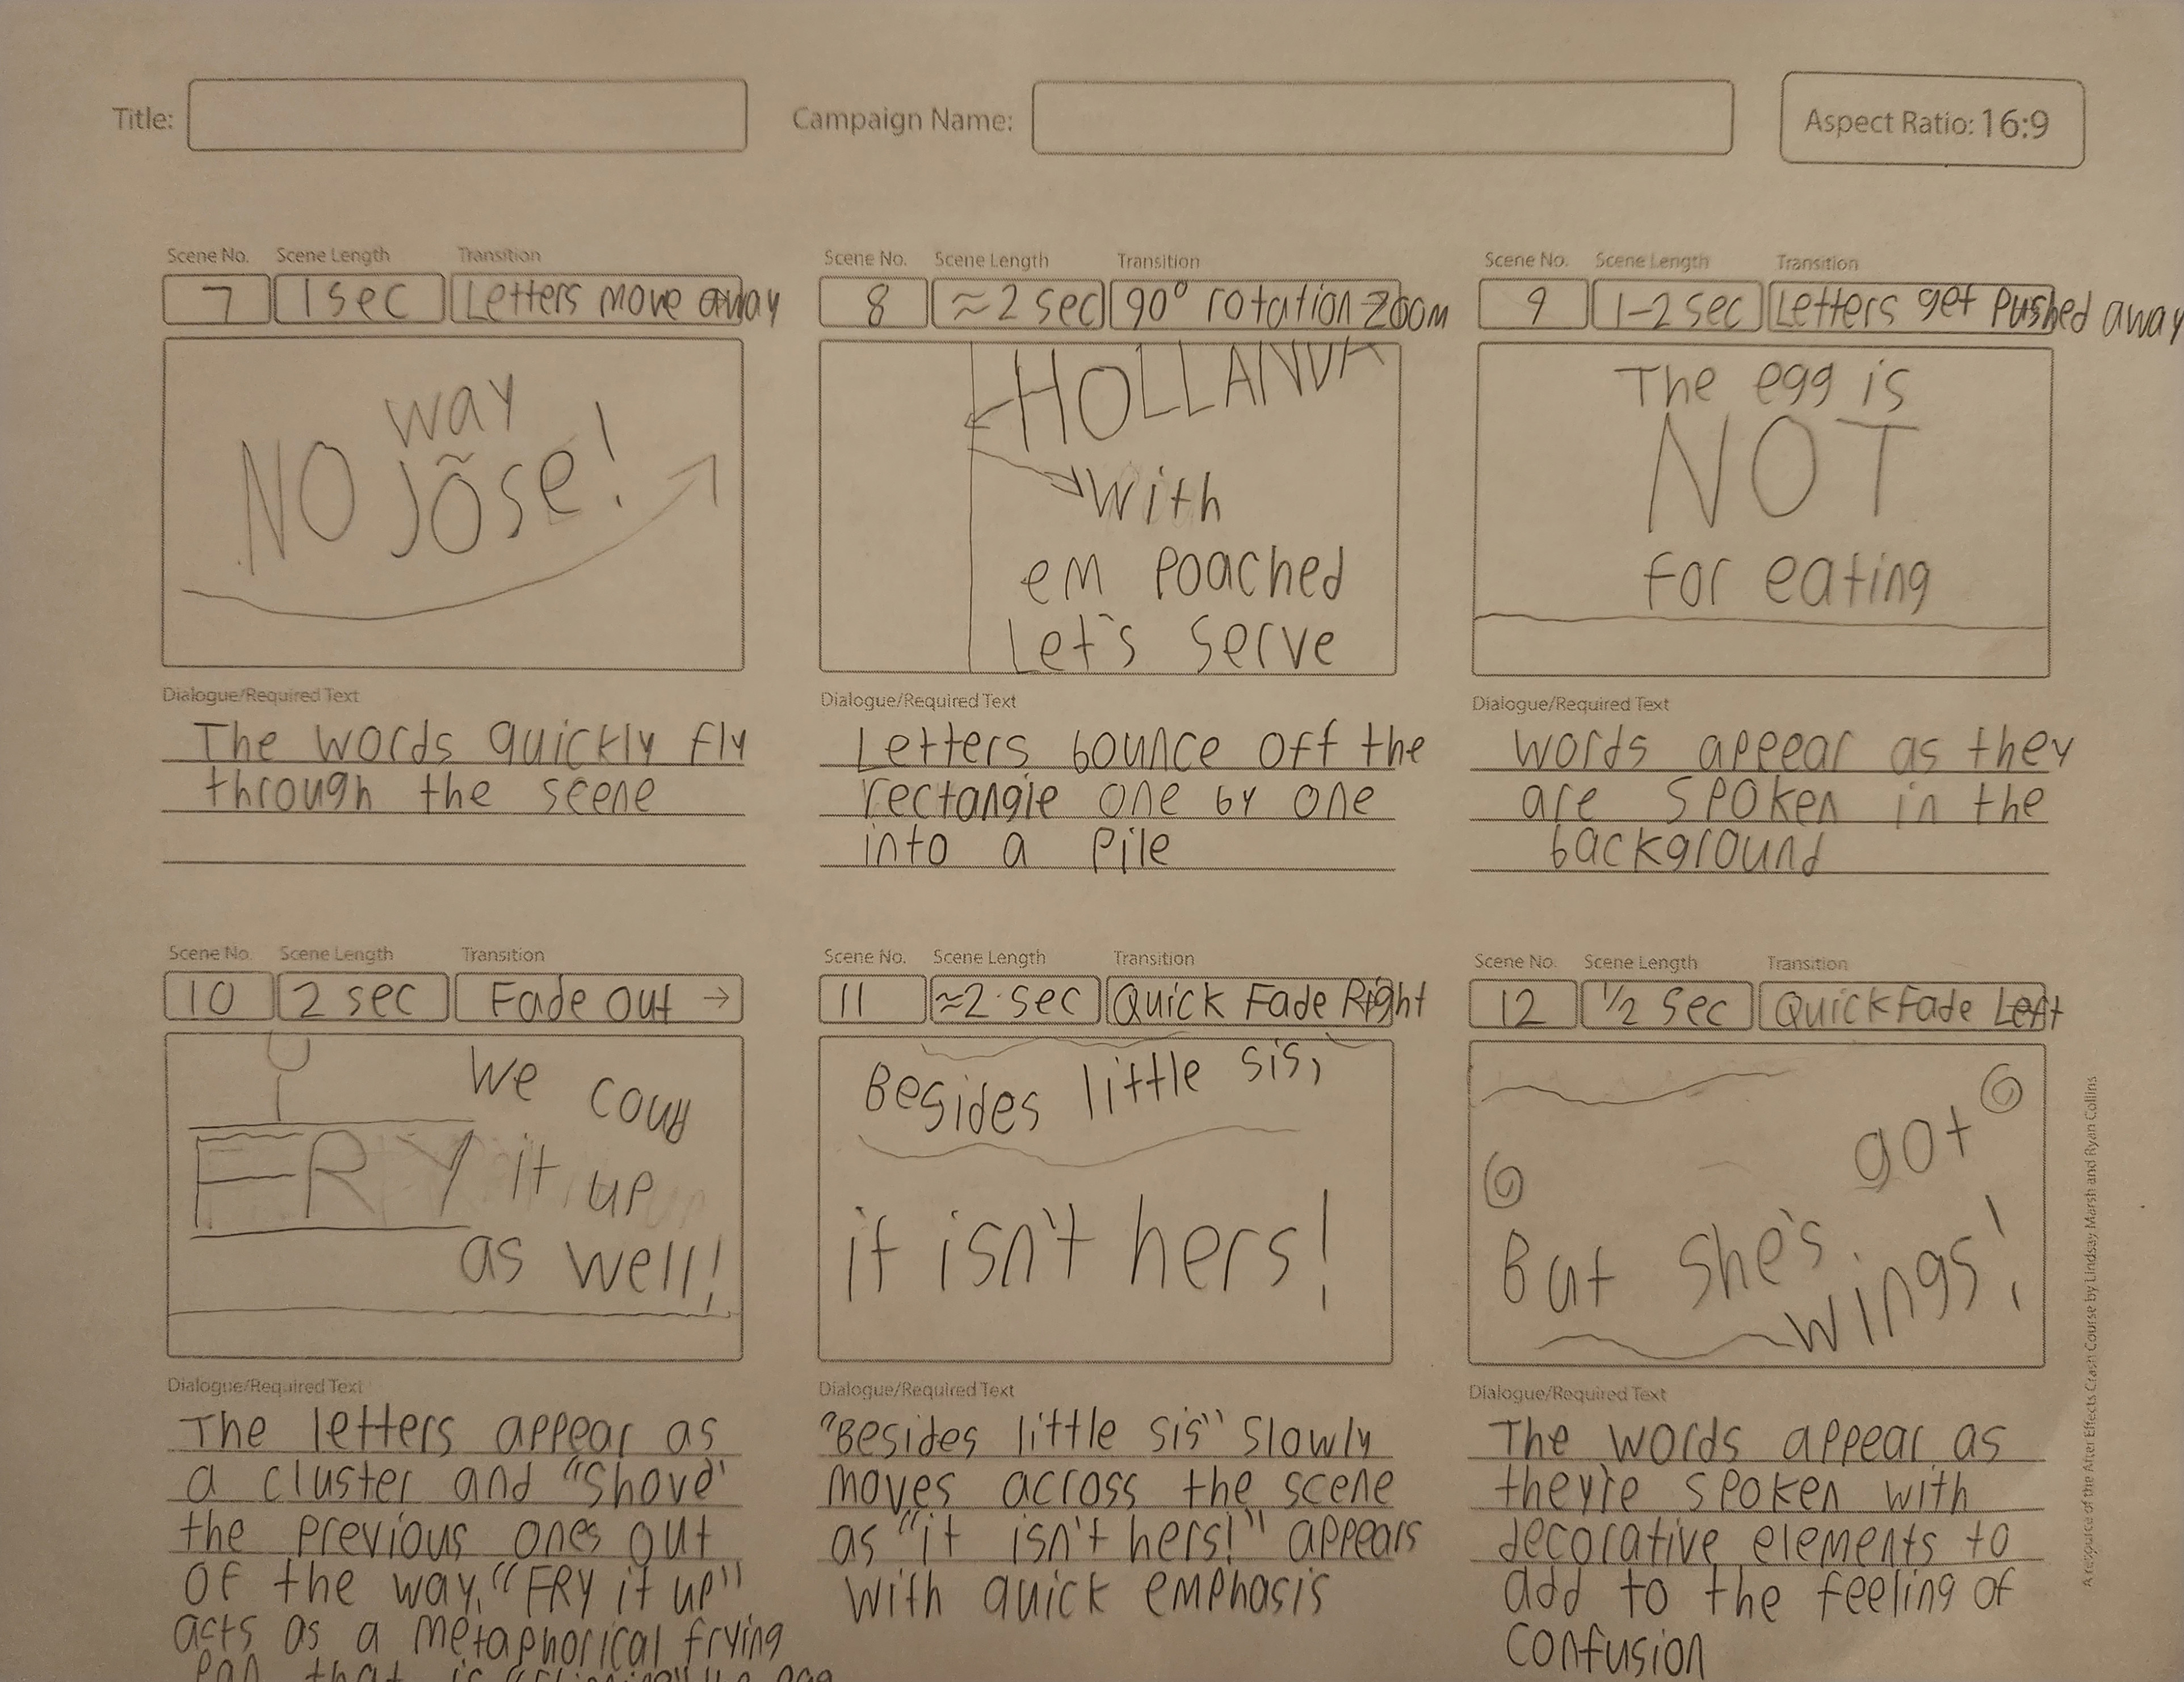 Title:
Campaign Name:
Aspect Ratio: 16:9
Scene No. Scene Length Transition
7 1 sec Letters move away
way
NO Jõse!
Dialogue/Required Text
The words quickly fly
through the scene
Scene No. Scene Length Transition
8 ≈2 sec 90° rotation zoom
HOLLANDA
With
em Poached
Let's serve
Dialogue/Required Text
Letters bounce off the
rectangle one by one
into a pile
Scene No. Scene Length Transition
9 1-2 sec Letters get pushed away
The egg is
NOT
for eating
Dialogue/Required Text
words appear as they
are spoken in the
background
Scene No. Scene Length Transition
10 2 sec Fade out →
We could
FRY it up
as well!
Dialogue/Required Text
The letters appear as
a cluster and "shove"
the previous ones out
of the way. "FRY it up"
acts as a metaphorical frying
pan that is
Scene No. Scene Length Transition
11 ≈2 sec Quick Fade Right
Besides little sis,
it isn't hers!
Dialogue/Required Text
"Besides little sis" slowly
moves across the scene
as "it isn't hers!" appears
with quick emphasis
Scene No. Scene Length Transition
12 1/2 sec Quick Fade Left
got
But she's
wings!
Dialogue/Required Text
The words appear as
they're spoken with
decorative elements to
add to the feeling of
confusion
A resource of the After Effects Crash Course by Lindsay Marsh and Ryan Collins